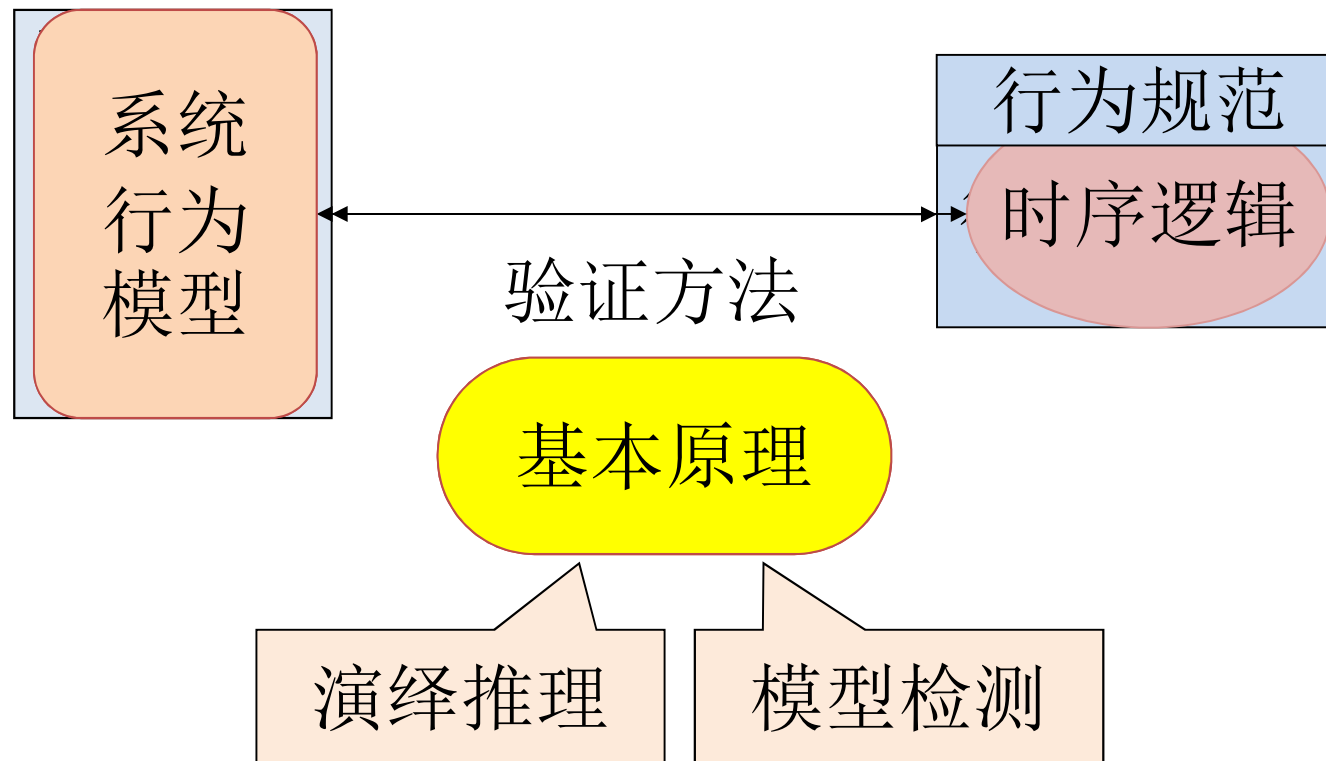 系统
行为
模型
行为规范
时序逻辑
验证方法
基本原理
演绎推理
模型检测